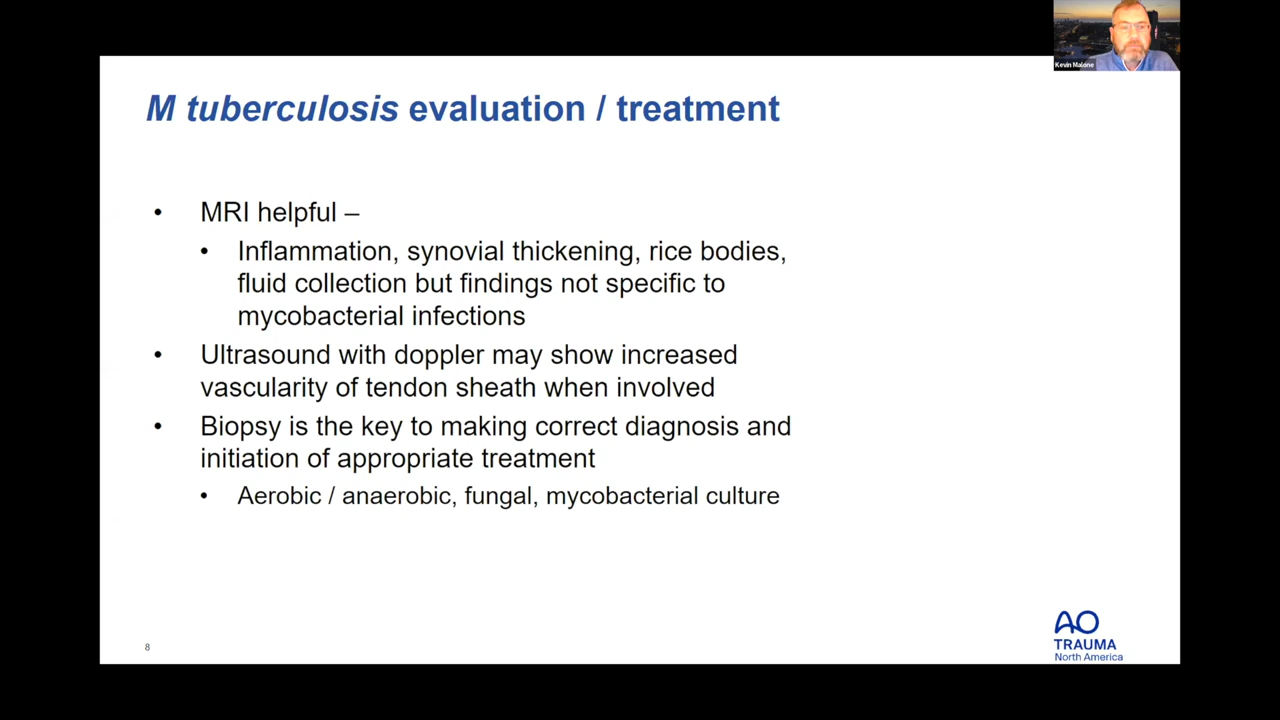 Kevin Malone
M tuberculosis evaluation / treatment
• MRI helpful –
• Inflammation, synovial thickening, rice bodies,
fluid collection but findings not specific to
mycobacterial infections
• Ultrasound with doppler may show increased
vascularity of tendon sheath when involved
• Biopsy is the key to making correct diagnosis and
initiation of appropriate treatment
• Aerobic / anaerobic, fungal, mycobacterial culture
8
AO
TRAUMA
North America